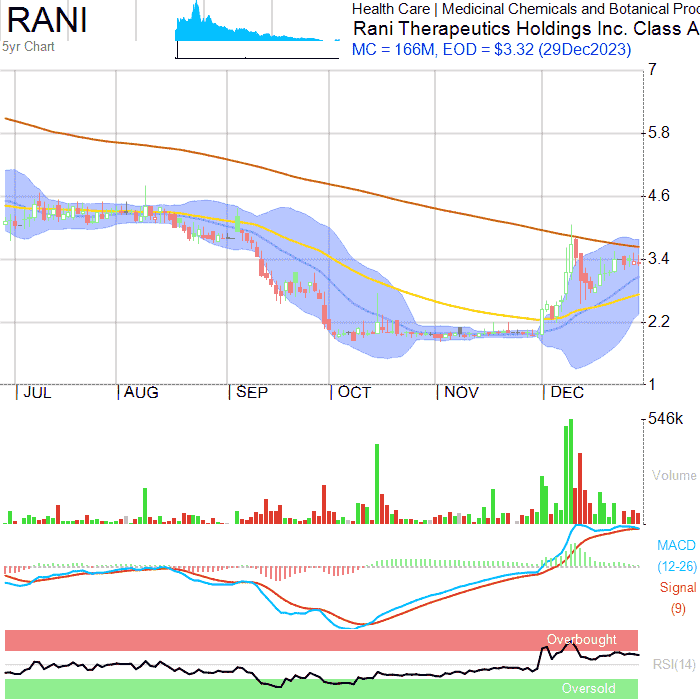 RANI
5yr Chart
Health Care | Medicinal Chemicals and Botanical Pro
Rani Therapeutics Holdings Inc. Class A
MC = 166M, EOD = $3.32 (29Dec2023)
7
5.8
4.6
3.4
2.2
1
| JUL | AUG | SEP | OCT | NOV | DEC
546k
Volume
MACD
(12-26)
Signal
(9)
Overbought
RSI(14)
Oversold